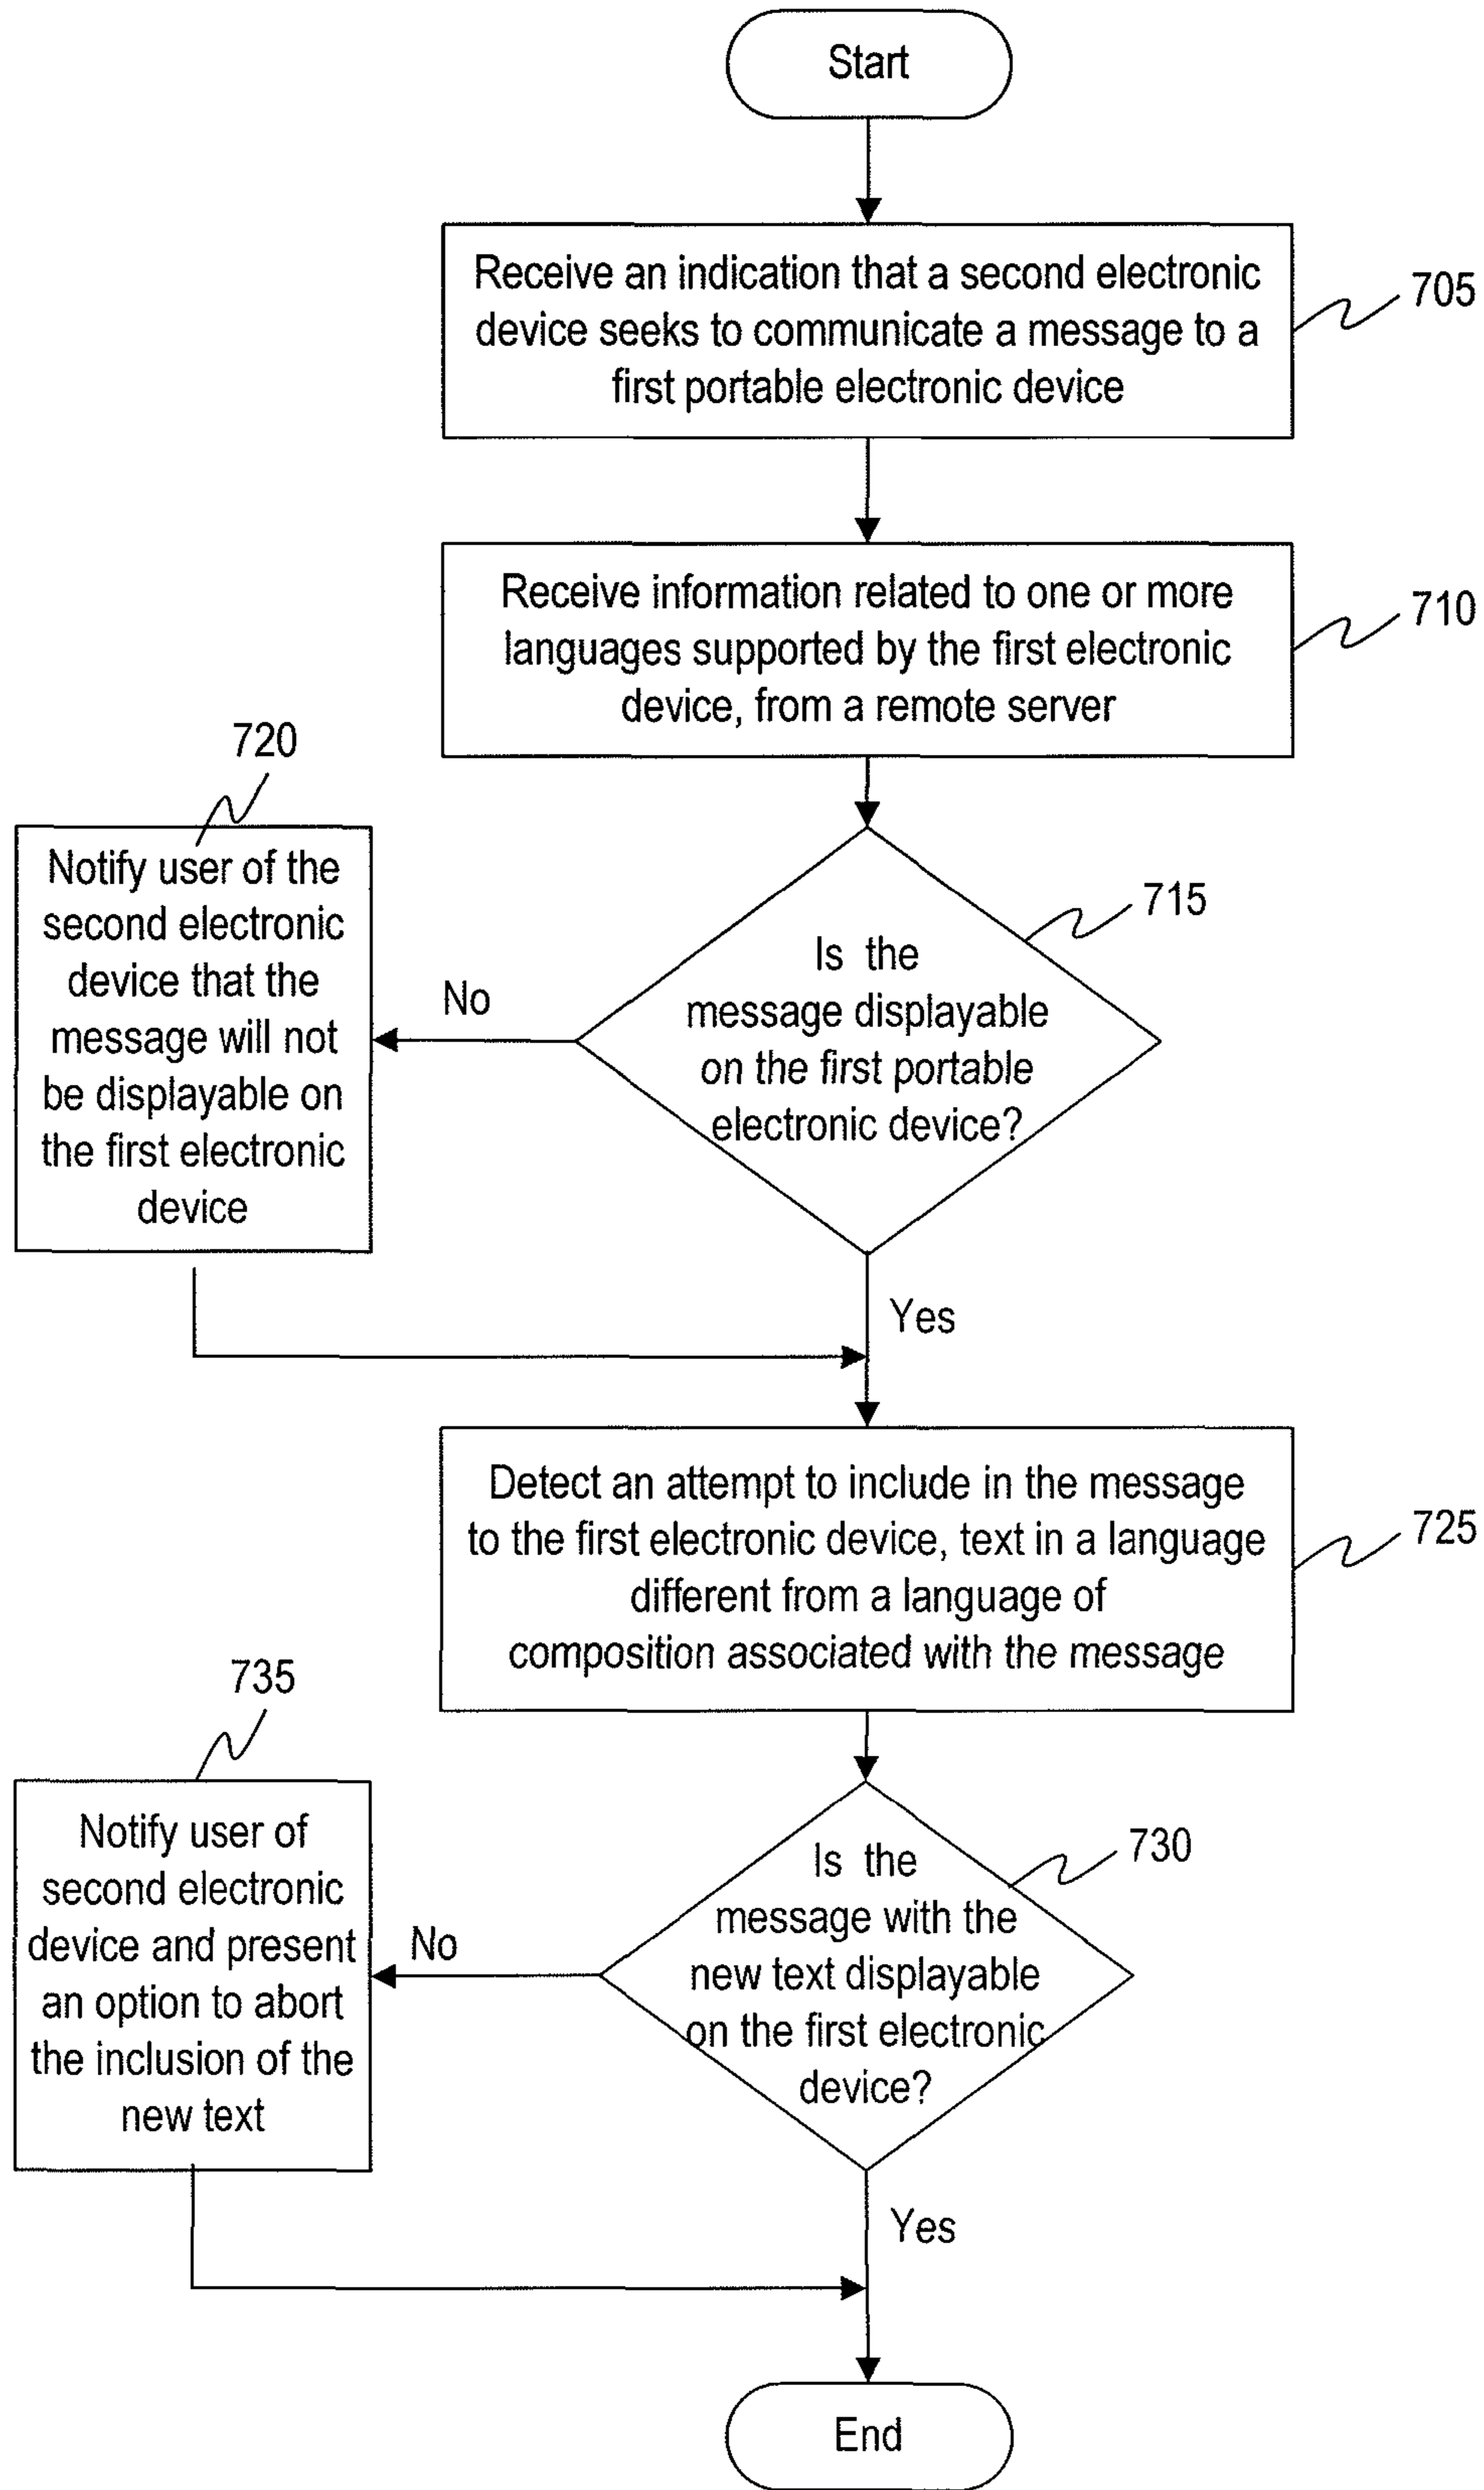 Start
Receive an indication that a second electronic
device seeks to communicate a message to a
first portable electronic device
705
Receive information related to one or more
languages supported by the first electronic
device, from a remote server
710
720
Notify user of the
second electronic
device that the
message will not
be displayable on
the first electronic
device
No
Is the
message displayable
on the first portable
electronic device?
715
Yes
Detect an attempt to include in the message
to the first electronic device, text in a language
different from a language of
composition associated with the message
725
735
Notify user of
second electronic
device and present
an option to abort
the inclusion of the
new text
No
Is the
message with the
new text displayable
on the first electronic
device?
730
Yes
End